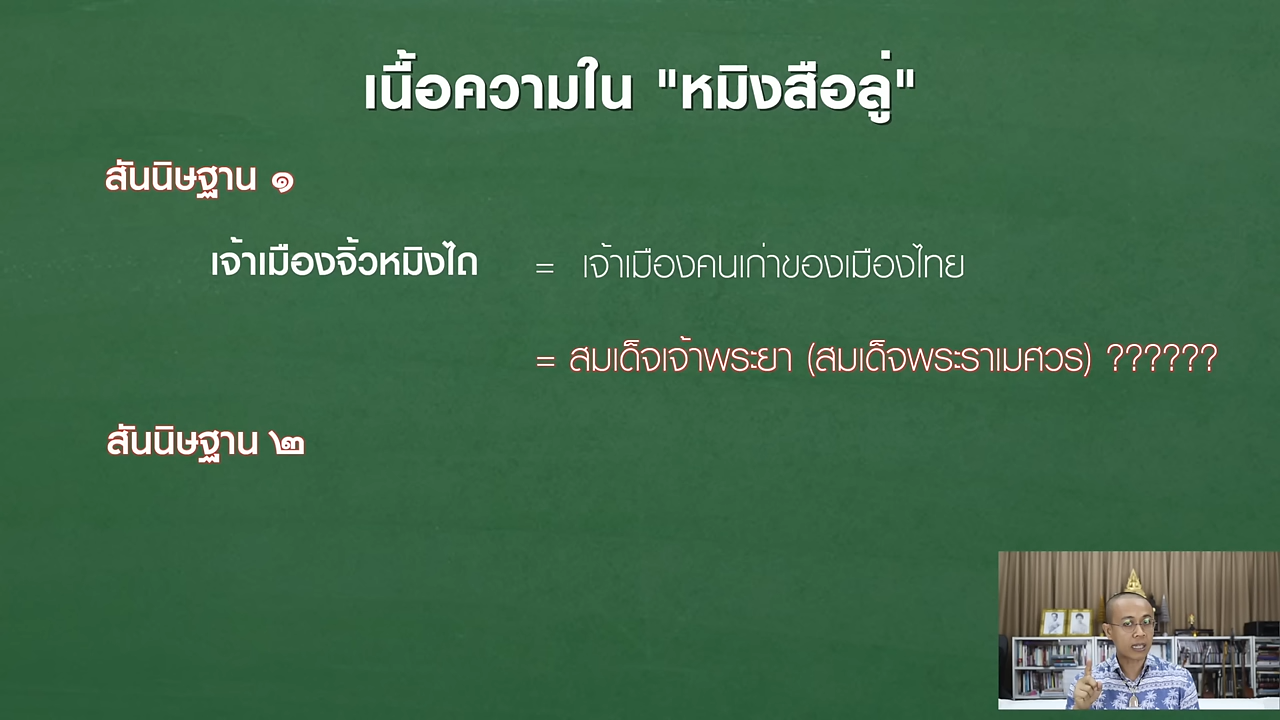 เนื้อความใน "หมิงสือลู่"
สันนิษฐาน ๑
เจ้าเมืองจิ้วหมิงไถ = เจ้าเมืองคนเก่าของเมืองไทย
= สมเด็จเจ้าพระยา (สมเด็จพระราเมศวร) ??????
สันนิษฐาน ๒